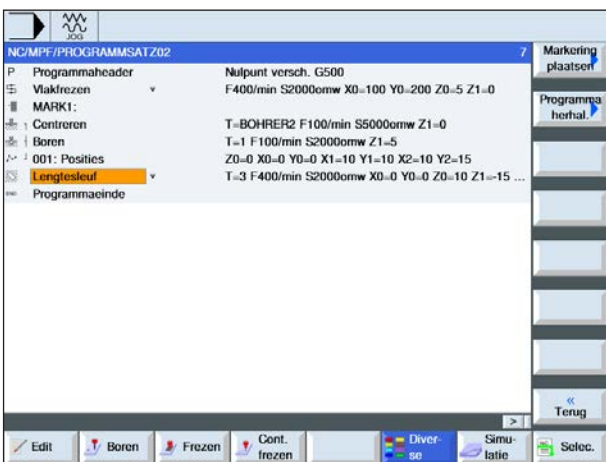 JOG
NC/MPF/PROGRAMMSATZ02 7
P Programmaheader Nulpunt versch. G500
Vlakfrezen F400/min S2000omw X0=100 Y0=200 Z0=5 Z1=0
MARK1:
Centreren T=BOHRER2 F100/min S5000omw Z1=0
Boren T=1 F100/min S2000omw Z1=5
001: Posities Z0=0 X0=0 Y0=0 X1=10 Y1=10 X2=10 Y2=15
Lengtesleuf T=3 F400/min S2000omw X0=0 Y0=0 Z0=10 Z1=-15 ...
END Programmaeinde
Markering
plaatsen
Programma
herhal.
«
Terug
>
Edit
Boren
Frezen
Cont.
frezen
Diver-
se
Simu-
latie
Selec.